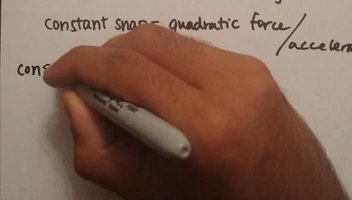 constant snap = quadratic force/
accelera
cons